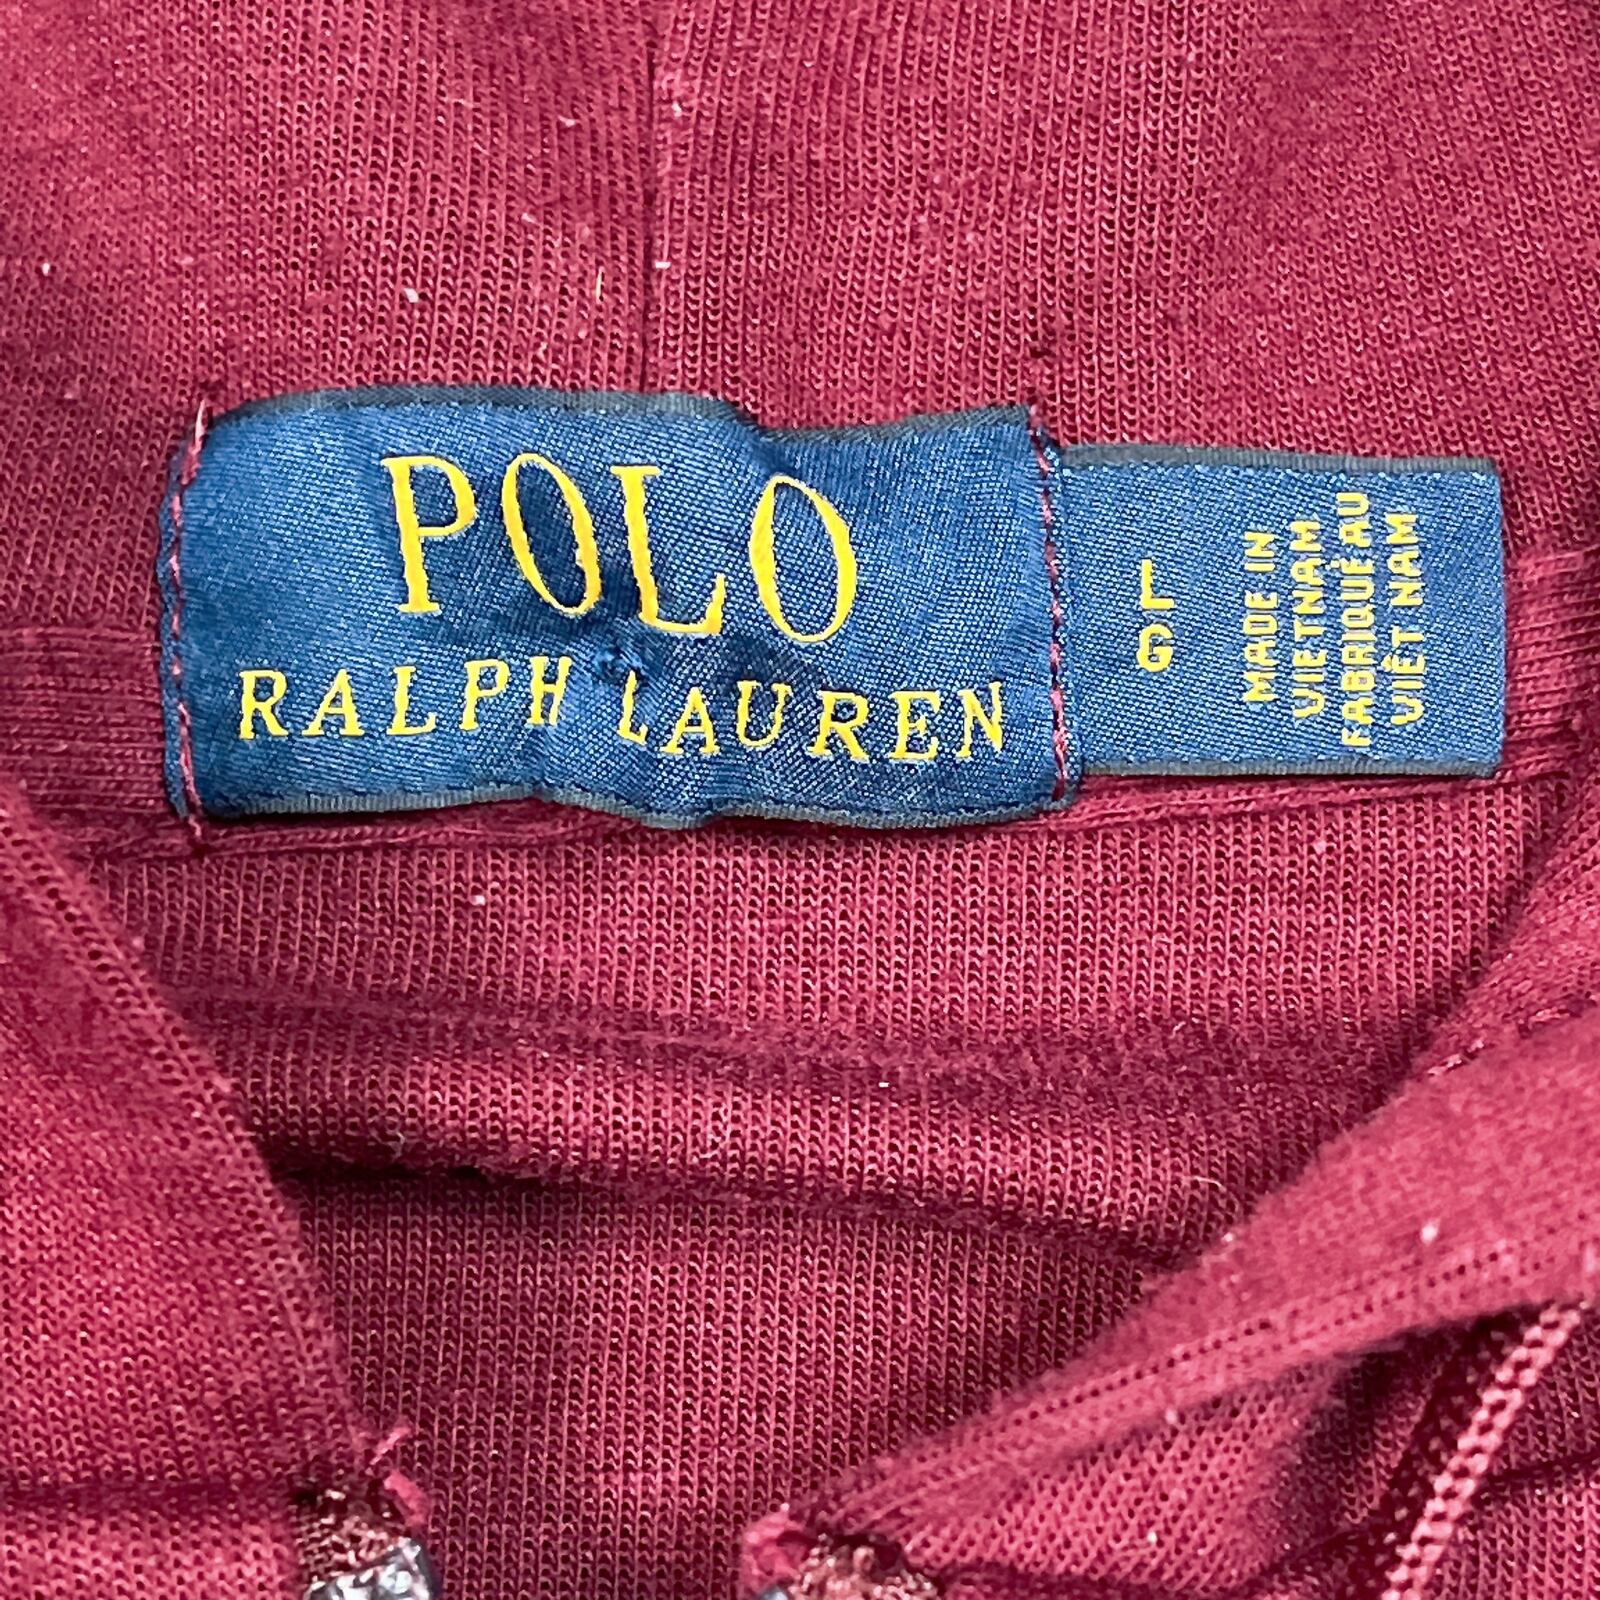 POLO
RALPH LAUREN
L
G
MADE IN
VIETNAM
FABRIQUÉ AU
VIÊT NAM